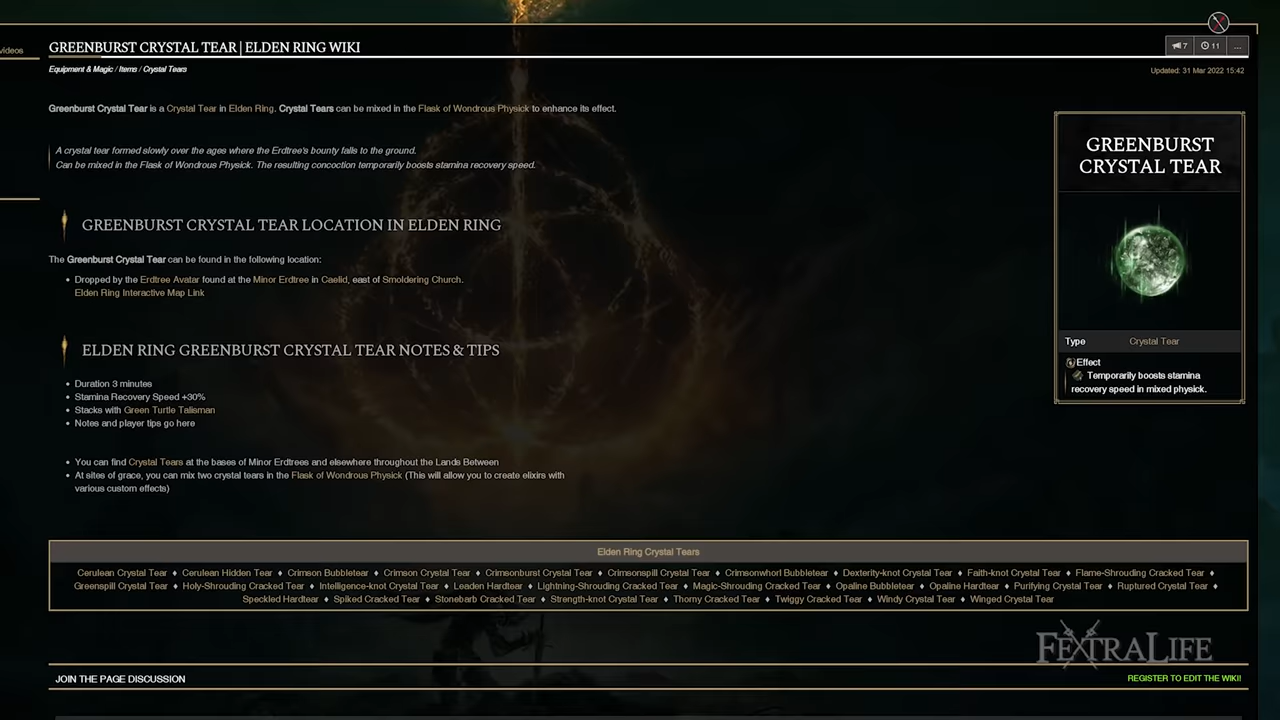 videos
GREENBURST CRYSTAL TEAR | ELDEN RING WIKI
7 11 ...
Equipment & Magic / Items / Crystal Tears
Updated: 31 Mar 2022 15:42
Greenburst Crystal Tear is a Crystal Tear in Elden Ring. Crystal Tears can be mixed in the Flask of Wondrous Physick to enhance its effect.
A crystal tear formed slowly over the ages where the Erdtree's bounty falls to the ground.
Can be mixed in the Flask of Wondrous Physick. The resulting concoction temporarily boosts stamina recovery speed.
GREENBURST CRYSTAL TEAR LOCATION IN ELDEN RING
The Greenburst Crystal Tear can be found in the following location:
• Dropped by the Erdtree Avatar found at the Minor Erdtree in Caelid, east of Smoldering Church.
Elden Ring Interactive Map Link
ELDEN RING GREENBURST CRYSTAL TEAR NOTES & TIPS
• Duration 3 minutes
• Stamina Recovery Speed +30%
• Stacks with Green Turtle Talisman
• Notes and player tips go here
• You can find Crystal Tears at the bases of Minor Erdtrees and elsewhere throughout the Lands Between
• At sites of grace, you can mix two crystal tears in the Flask of Wondrous Physick (This will allow you to create elixirs with
various custom effects)
GREENBURST
CRYSTAL TEAR
Type Crystal Tear
Effect
Temporarily boosts stamina
recovery speed in mixed physick.
Elden Ring Crystal Tears
Cerulean Crystal Tear ♦ Cerulean Hidden Tear ♦ Crimson Bubbletear ♦ Crimson Crystal Tear ♦ Crimsonburst Crystal Tear ♦ Crimsonspill Crystal Tear ♦ Crimsonwhorl Bubbletear ♦ Dexterity-knot Crystal Tear ♦ Faith-knot Crystal Tear ♦ Flame-Shrouding Cracked Tear ♦
Greenspill Crystal Tear ♦ Holy-Shrouding Cracked Tear ♦ Intelligence-knot Crystal Tear ♦ Leaden Hardtear ♦ Lightning-Shrouding Cracked Tear ♦ Magic-Shrouding Cracked Tear ♦ Opaline Bubbletear ♦ Opaline Hardtear ♦ Purifying Crystal Tear ♦ Ruptured Crystal Tear ♦
Speckled Hardtear ♦ Spiked Cracked Tear ♦ Stonebarb Cracked Tear ♦ Strength-knot Crystal Tear ♦ Thorny Cracked Tear ♦ Twiggy Cracked Tear ♦ Windy Crystal Tear ♦ Winged Crystal Tear
FEXTRALIFE
JOIN THE PAGE DISCUSSION
REGISTER TO EDIT THE WIKI!